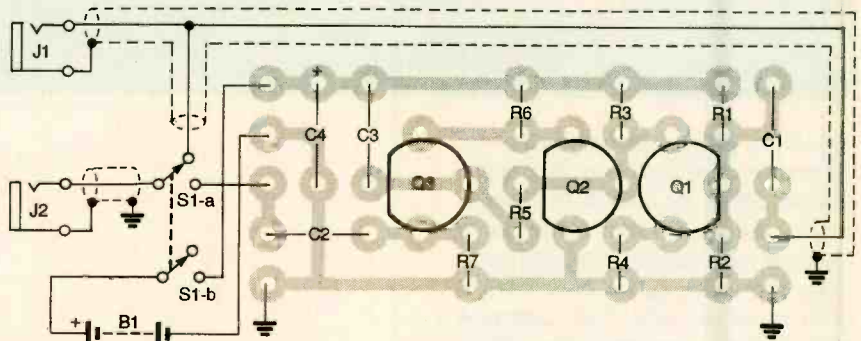 J1
J2
S1-a
S1-b
+
B1
+
C4
C3
C2
R6
R3
R1
C1
Q3
R5
Q2
Q1
R7
R4
R2